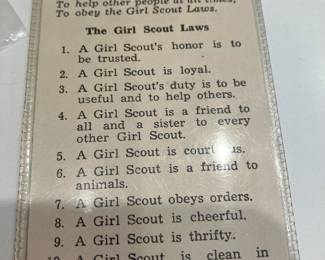 To help other people at all times,
To obey the Girl Scout Laws.
The Girl Scout Laws
1. A Girl Scout's honor is to
be trusted.
2. A Girl Scout is loyal.
3. A Girl Scout's duty is to be
useful and to help others.
4. A Girl Scout is a friend to
all and a sister to every
other Girl Scout.
5. A Girl Scout is courteous.
6. A Girl Scout is a friend to
animals.
7. A Girl Scout obeys orders.
8. A Girl Scout is cheerful.
9. A Girl Scout is thrifty.
10. A Girl Scout is clean in